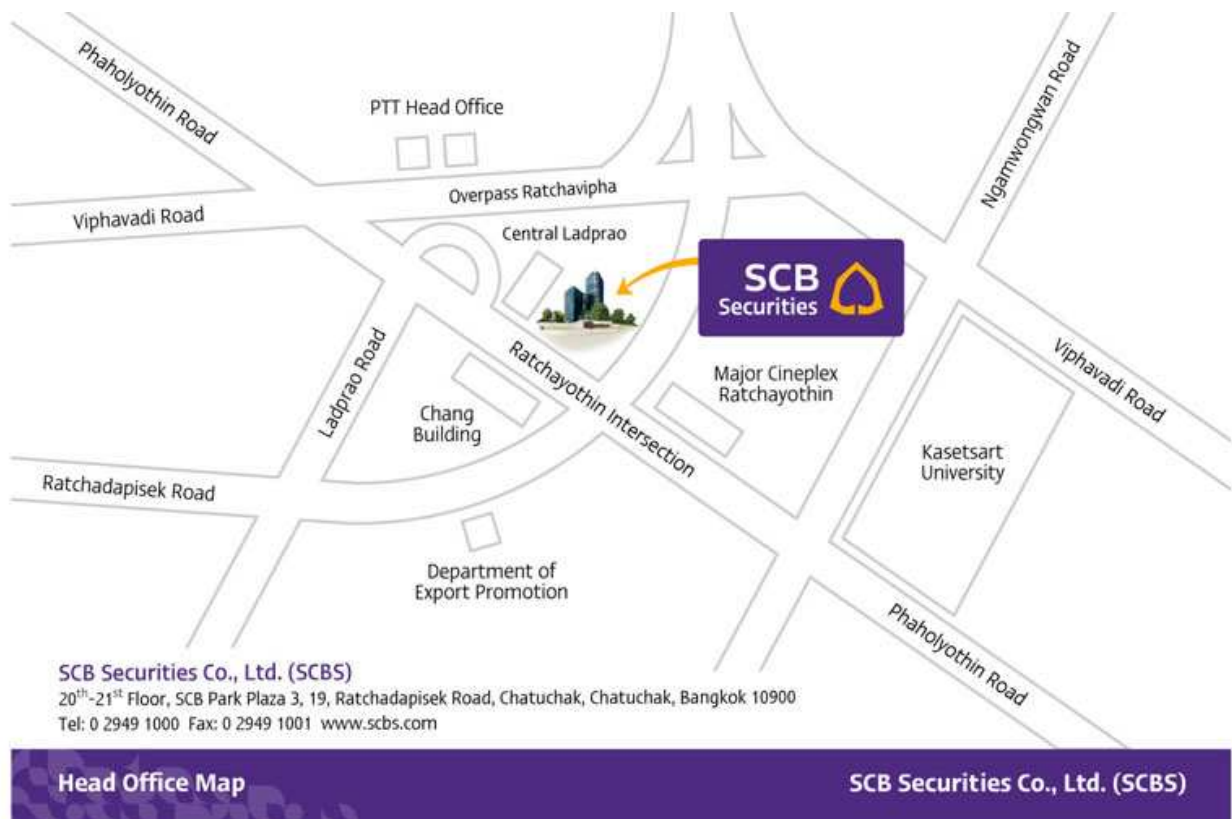 Phaholyothin Road
PTT Head Office
Ngamwongwan Road
Overpass Ratchavipha
Viphavadi Road
Central Ladprao
SCB
Securities
Ladprao Road
Ratchayothin Intersection
Major Cineplex
Ratchayothin
Viphavadi Road
Chang
Building
Kasetsart
University
Ratchadapisek Road
Department of
Export Promotion
Phaholyothin Road
SCB Securities Co., Ltd. (SCBS)
20th-21st Floor, SCB Park Plaza 3, 19, Ratchadapisek Road, Chatuchak, Chatuchak, Bangkok 10900
Tel: 0 2949 1000 Fax: 0 2949 1001 www.scbs.com
Head Office Map
SCB Securities Co., Ltd. (SCBS)